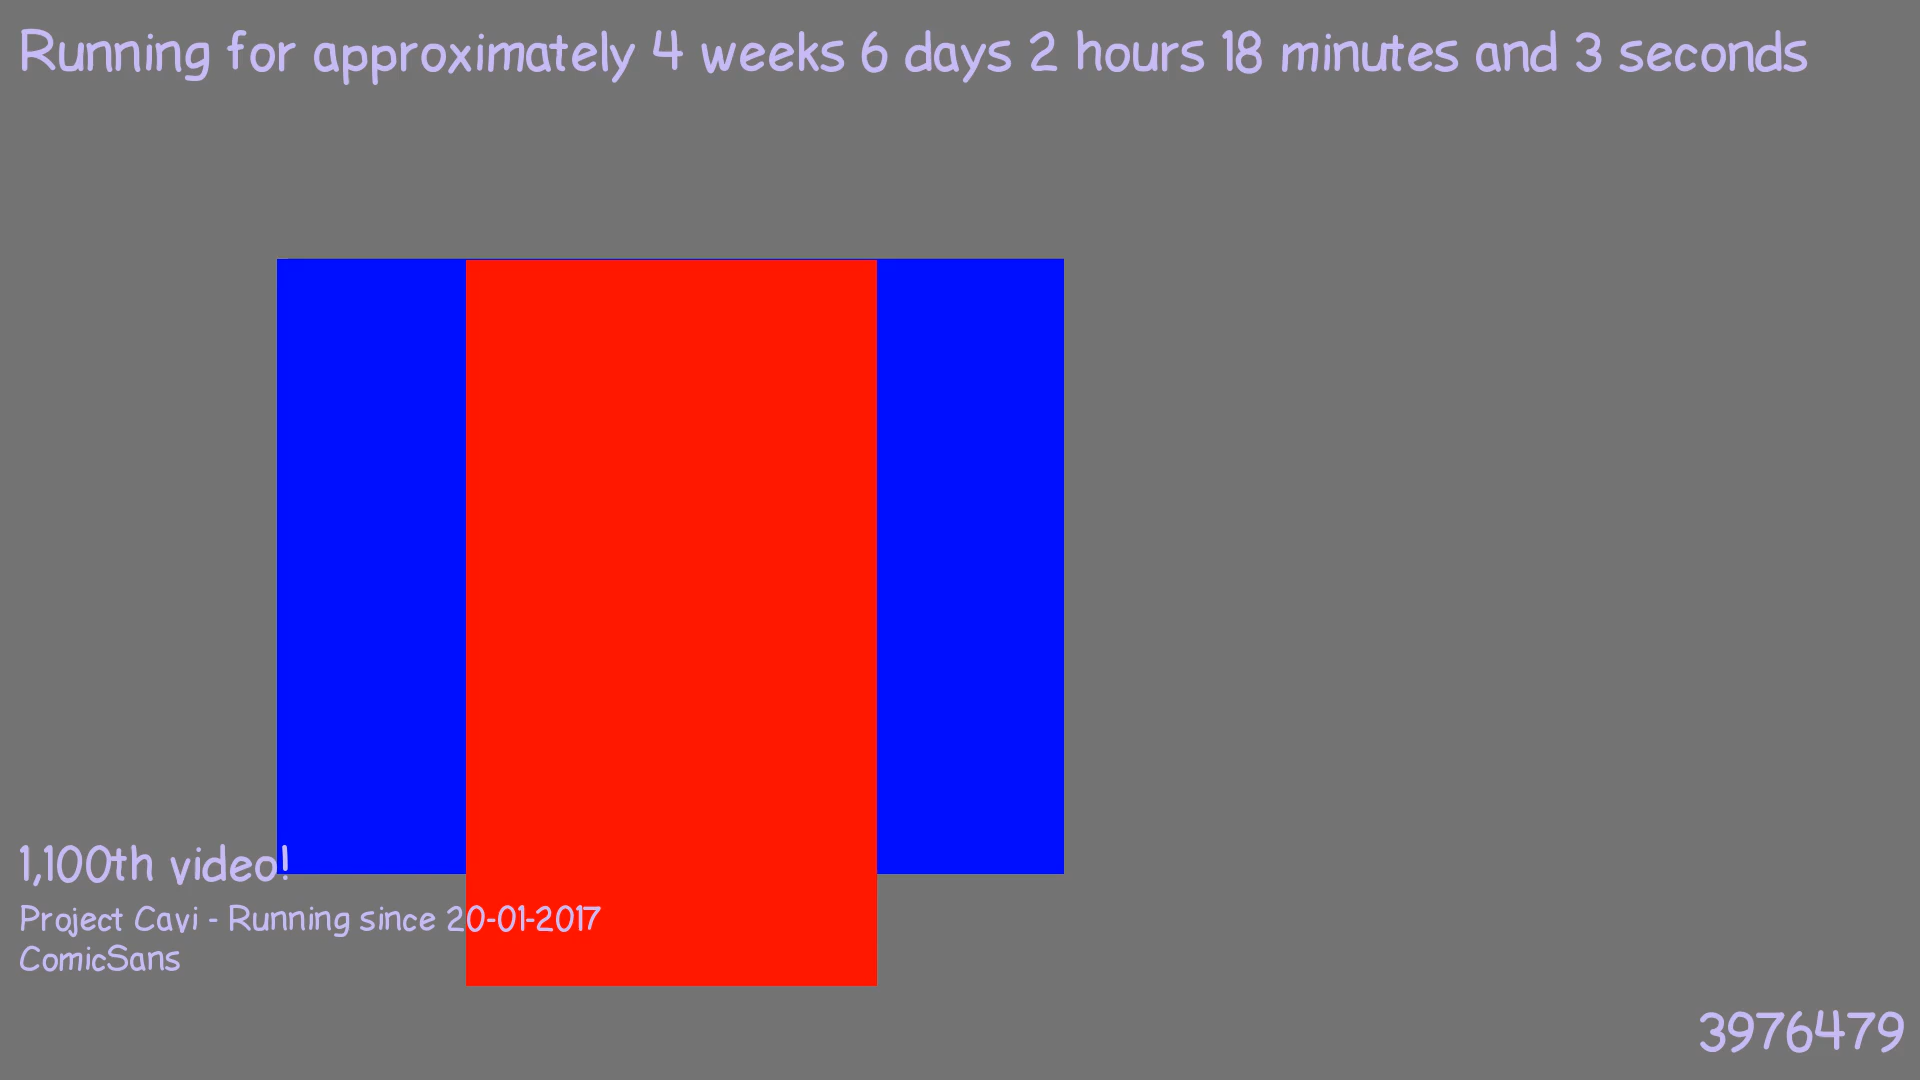 Running for approximately 4 weeks 6 days 2 hours 18 minutes and 3 seconds
1,100th video!
Project Cavi - Running since 20-01-2017
ComicSans
3976479